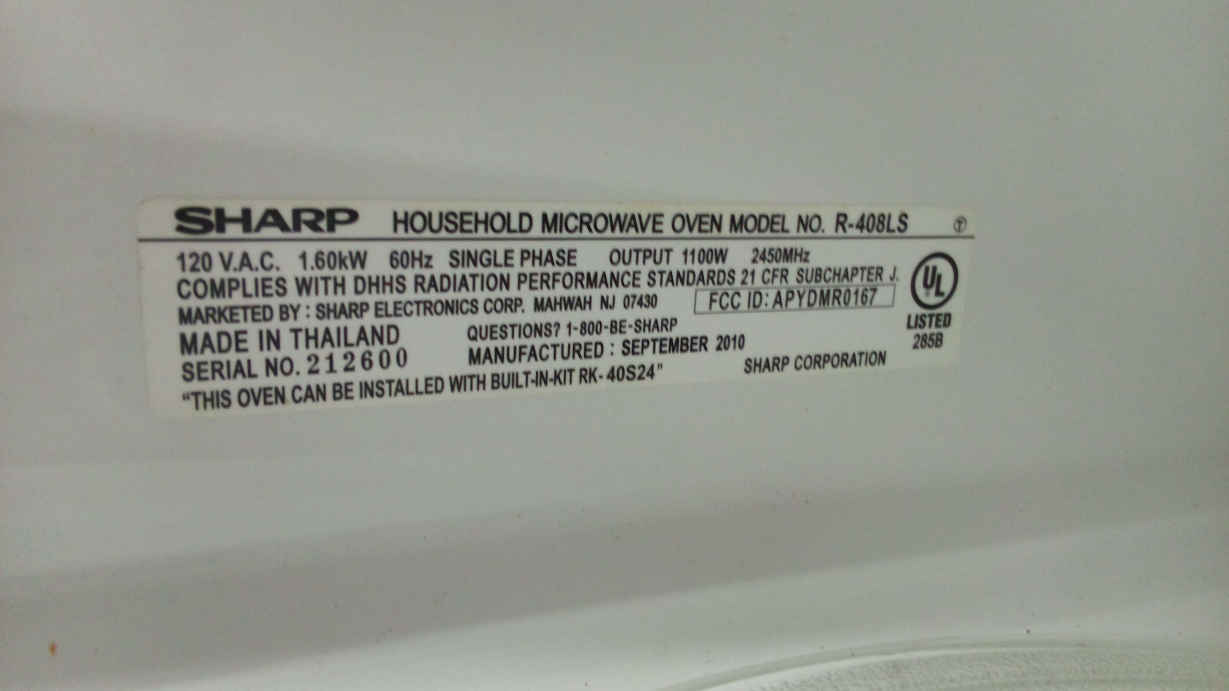 SHARP HOUSEHOLD MICROWAVE OVEN MODEL NO. R-408LS T
120 V.A.C. 1.60kW 60Hz SINGLE PHASE OUTPUT 1100W 2450MHz
COMPLIES WITH DHHS RADIATION PERFORMANCE STANDARDS 21 CFR SUBCHAPTER J.
MARKETED BY : SHARP ELECTRONICS CORP. MAHWAH NJ 07430 FCC ID: APYDMR0167
MADE IN THAILAND QUESTIONS? 1-800-BE-SHARP
SERIAL NO. 212600 MANUFACTURED : SEPTEMBER 2010
"THIS OVEN CAN BE INSTALLED WITH BUILT-IN-KIT RK-40S24" SHARP CORPORATION
UL
LISTED
285B